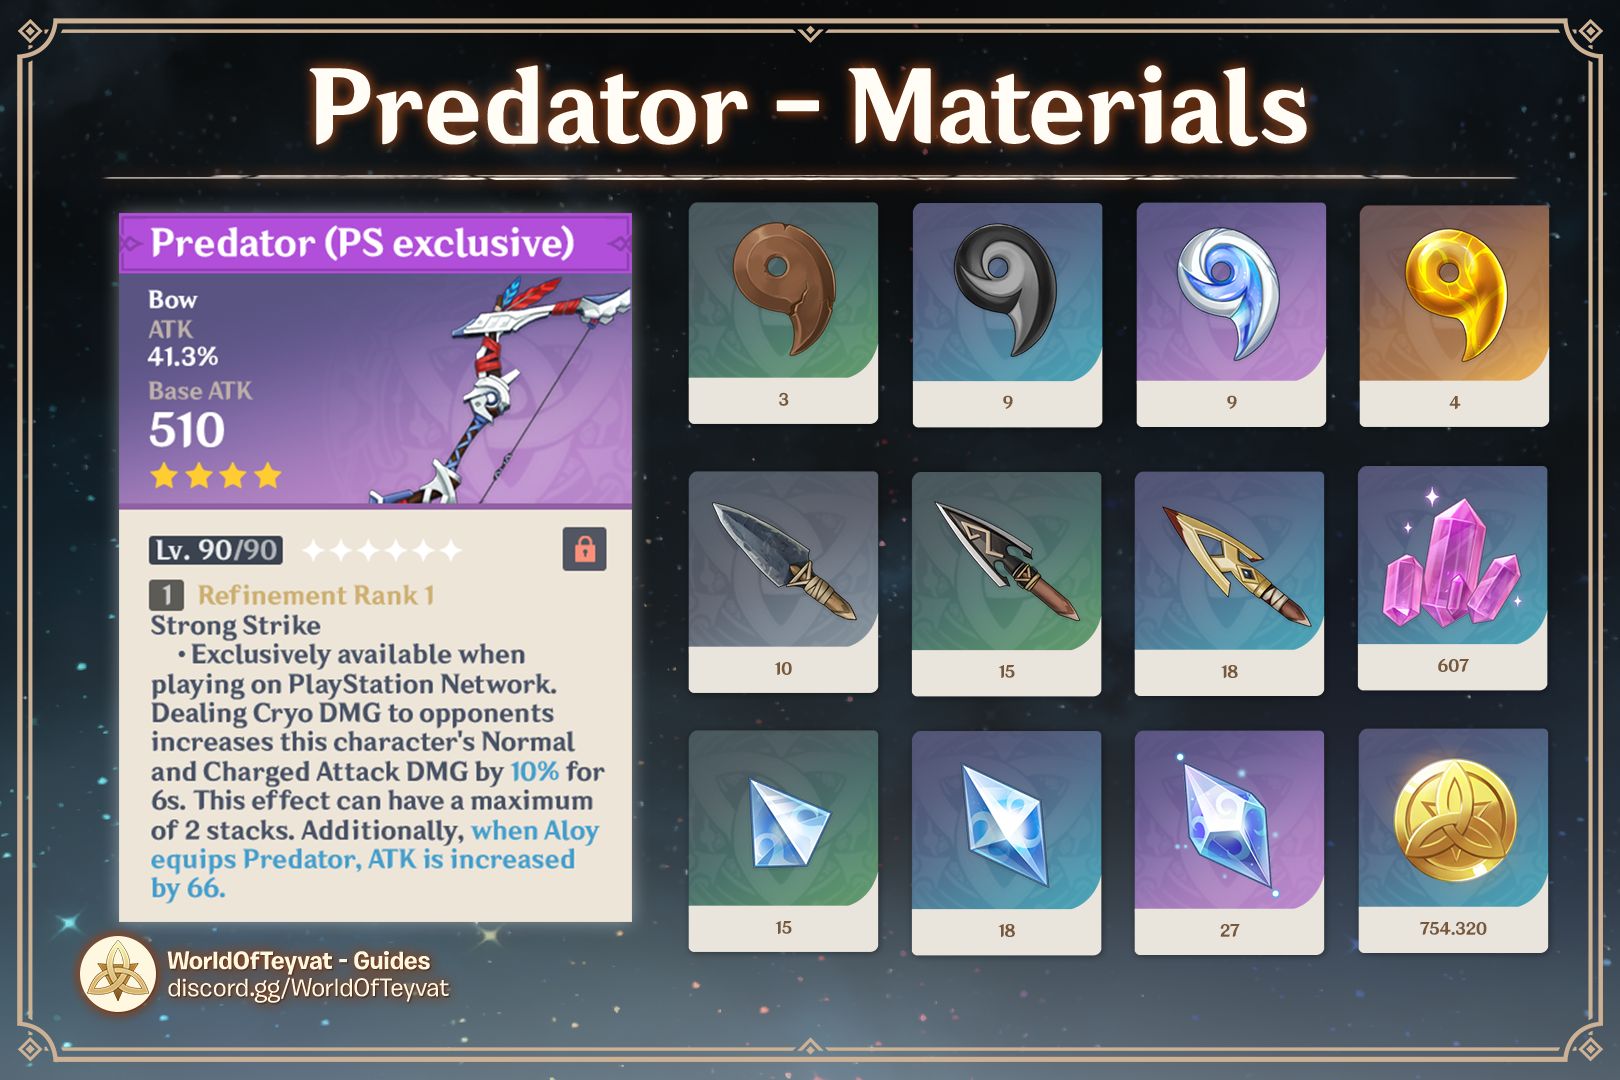 Predator – Materials
Predator (PS exclusive)
Bow
ATK
41.3%
Base ATK
510
Lv. 90/90
1 Refinement Rank 1
Strong Strike
• Exclusively available when
playing on PlayStation Network.
Dealing Cryo DMG to opponents
increases this character's Normal
and Charged Attack DMG by 10% for
6s. This effect can have a maximum
of 2 stacks. Additionally, when Aloy
equips Predator, ATK is increased
by 66.
3
9
9
4
10
15
18
607
15
18
27
754.320
WorldOfTeyvat - Guides
discord.gg/WorldOfTeyvat